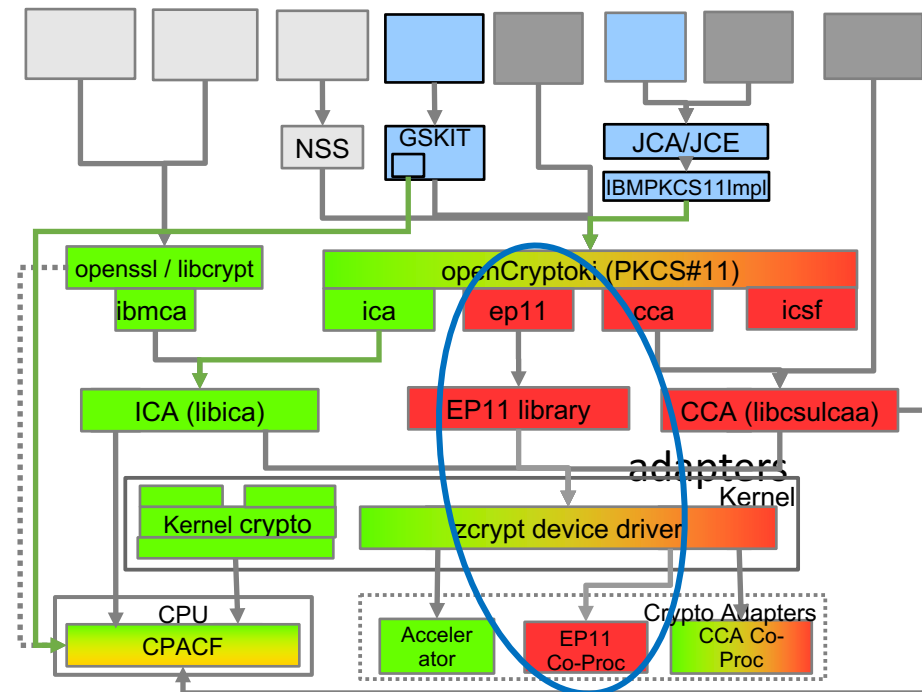 NSS
GSKIT
JCA/JCE
IBMPKCS11Impl
openssl / libcrypt
openCryptoki (PKCS#11)
ibmca
ica
ep11
cca
icsf
ICA (libica)
EP11 library
CCA (libcsulcaa)
adapters
Kernel
Kernel crypto
zcrypt device driver
CPU
CPACF
Crypto Adapters
Acceler
ator
EP11
Co-Proc
CCA Co-
Proc